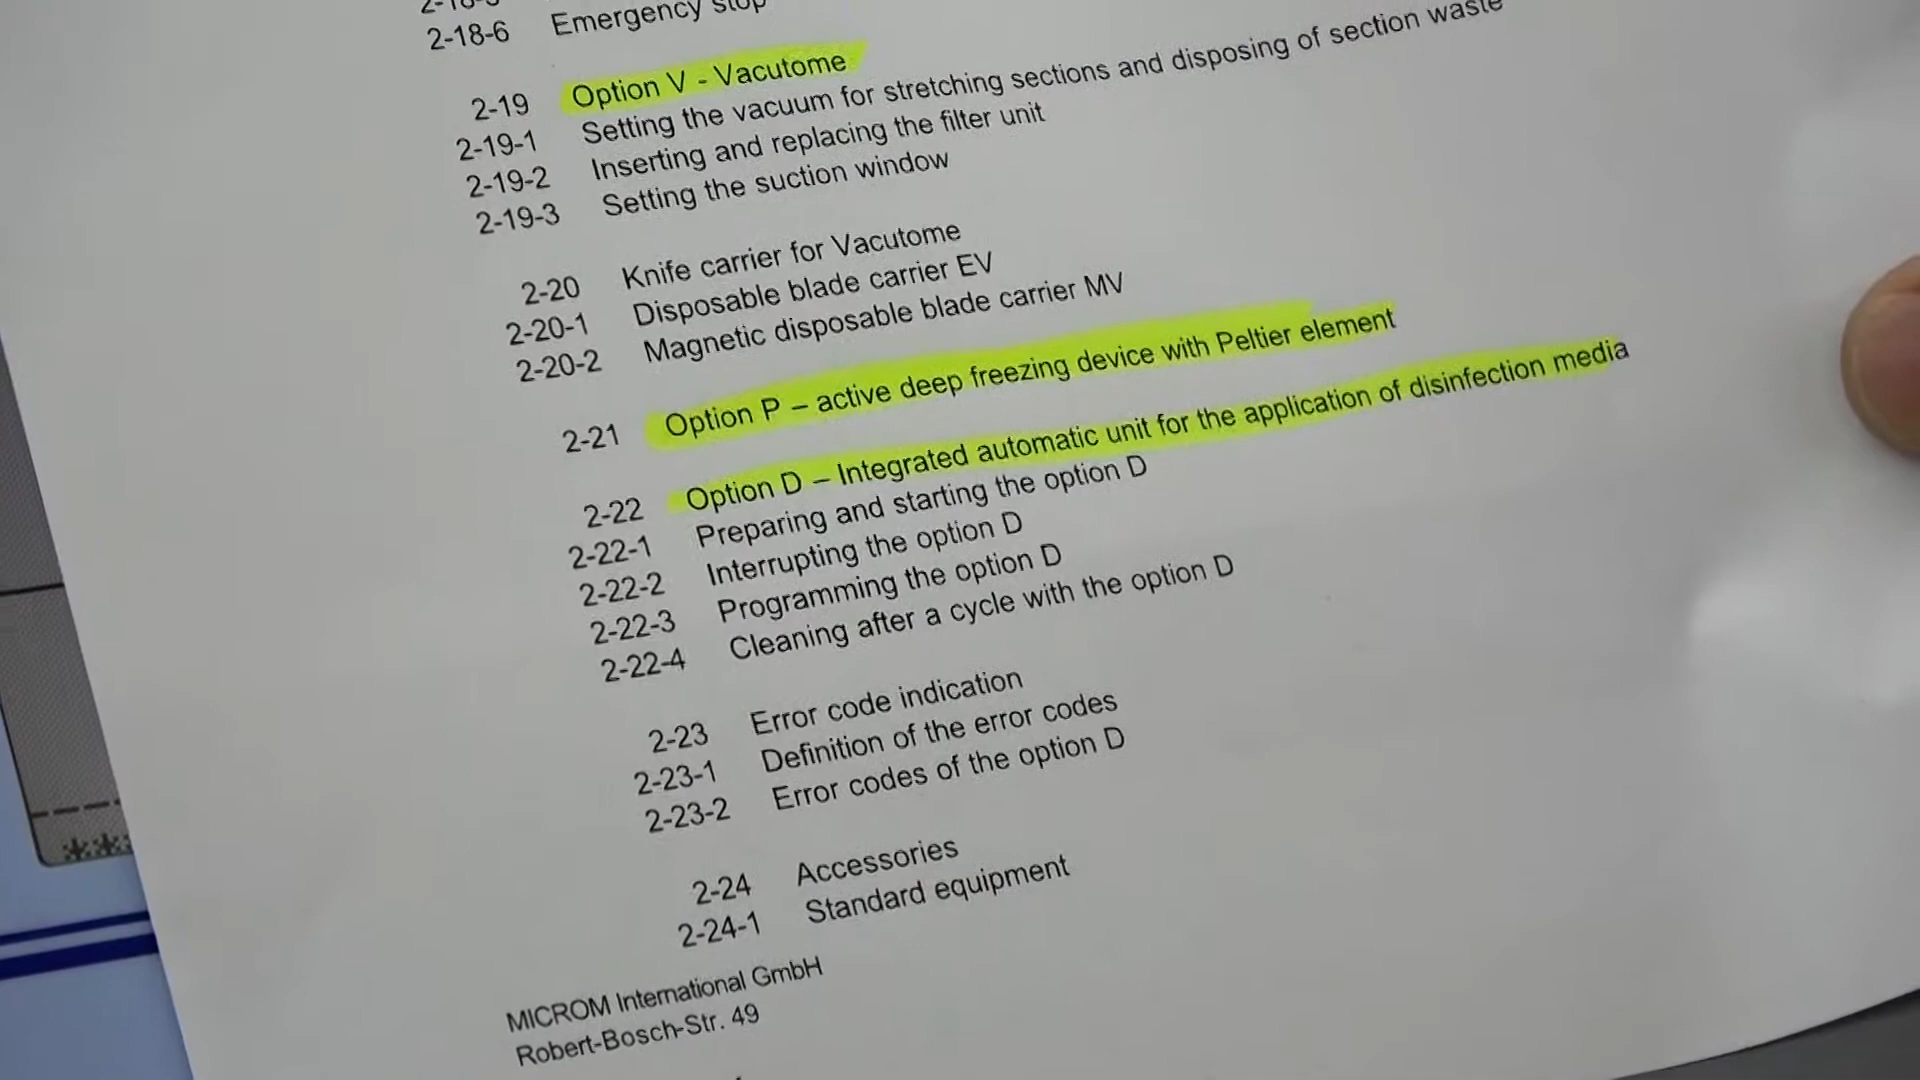 2-18-6 Emergency stop
2-19 Option V - Vacutome
2-19-1 Setting the vacuum for stretching sections and disposing of section waste
2-19-2 Inserting and replacing the filter unit
2-19-3 Setting the suction window
2-20 Knife carrier for Vacutome
2-20-1 Disposable blade carrier EV
2-20-2 Magnetic disposable blade carrier MV
2-21 Option P – active deep freezing device with Peltier element
2-22 Option D – Integrated automatic unit for the application of disinfection media
2-22-1 Preparing and starting the option D
2-22-2 Interrupting the option D
2-22-3 Programming the option D
2-22-4 Cleaning after a cycle with the option D
2-23 Error code indication
2-23-1 Definition of the error codes
2-23-2 Error codes of the option D
2-24 Accessories
2-24-1 Standard equipment
MICROM International GmbH
Robert-Bosch-Str. 49